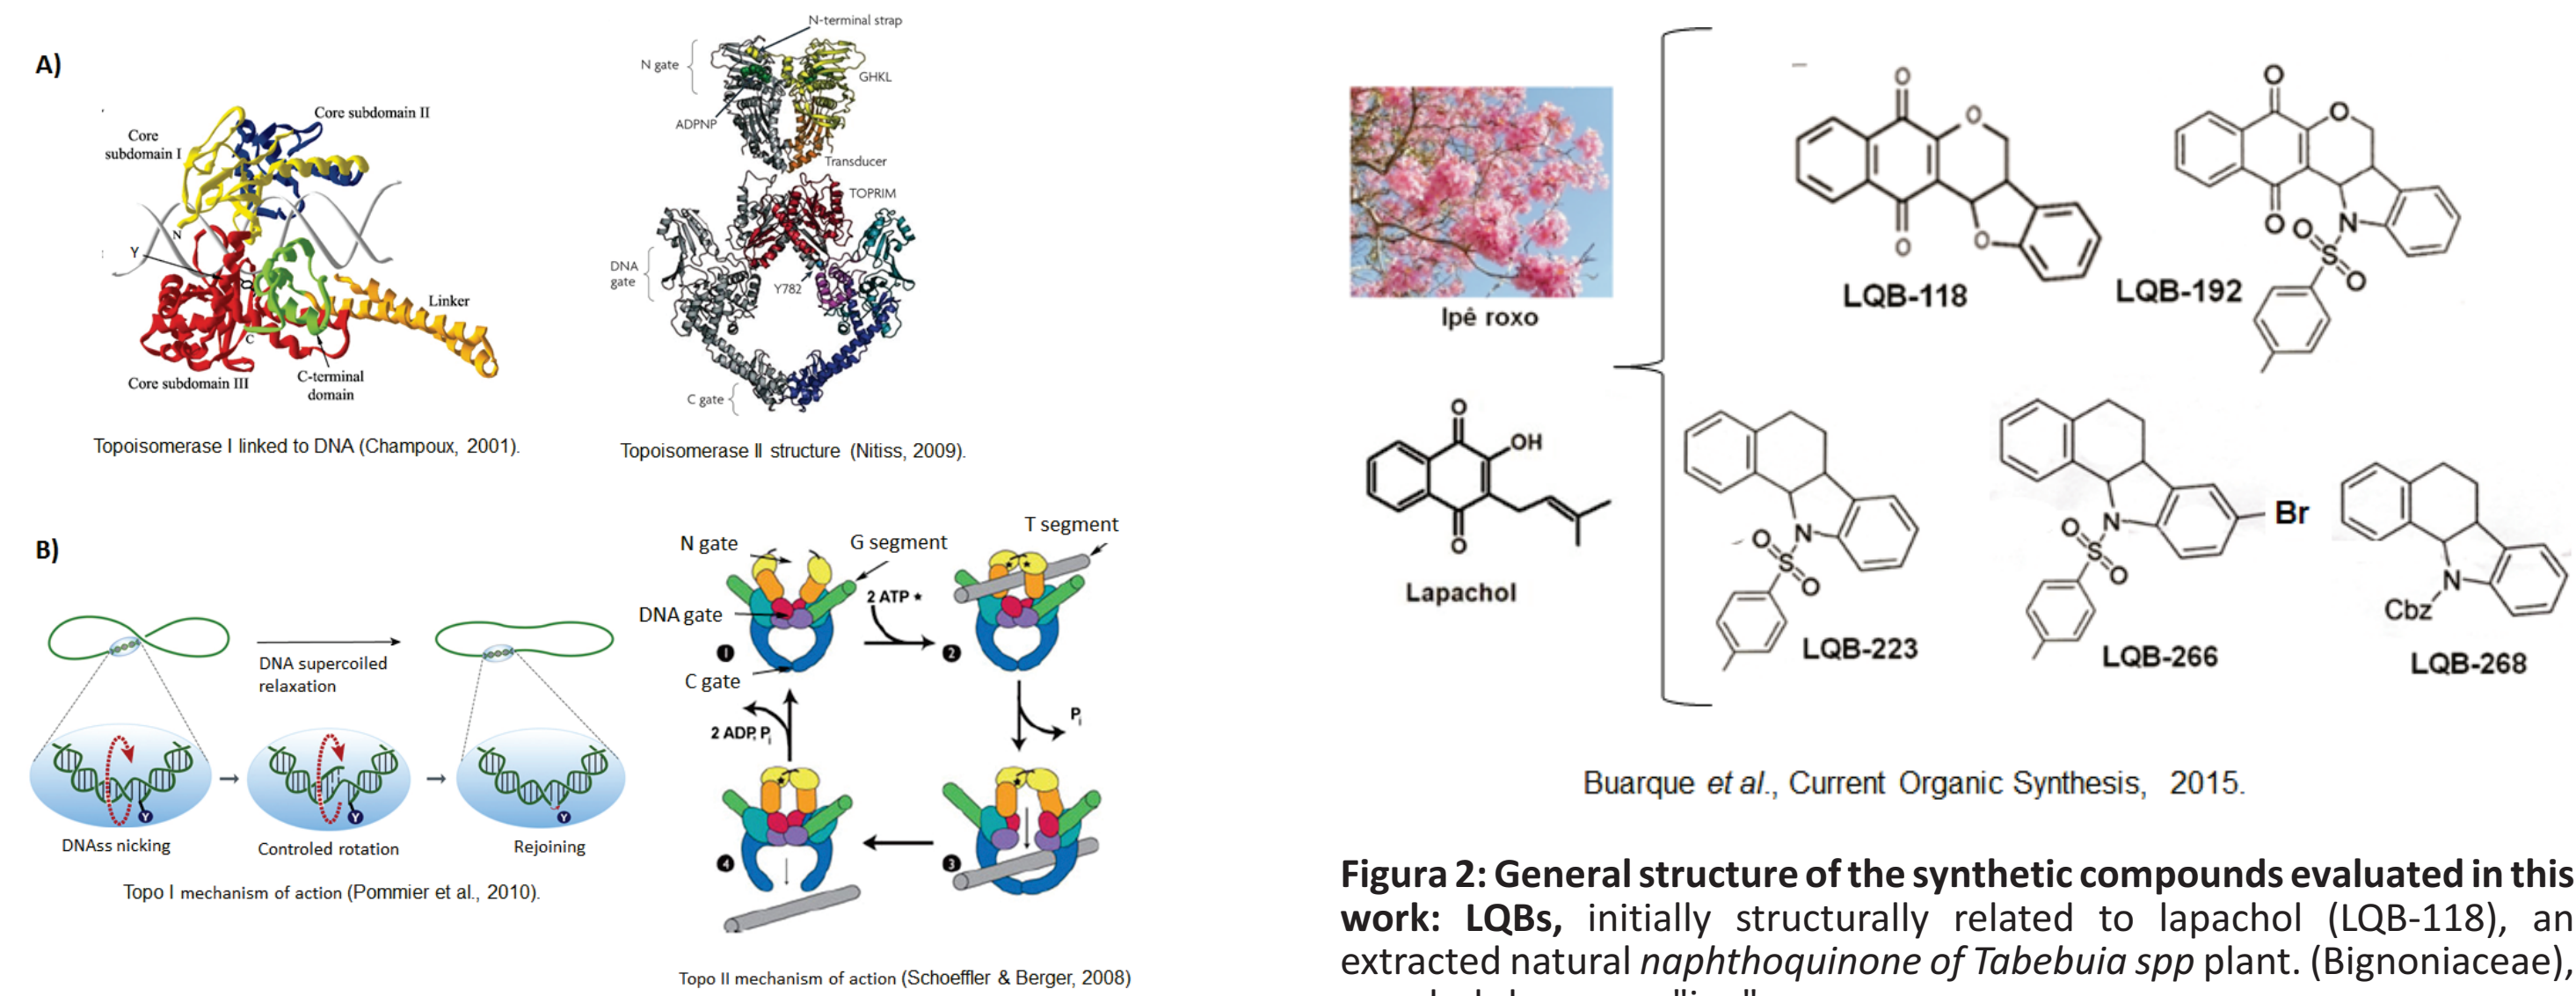 A)
Core
subdomain I
Core subdomain II
N
Y
C
Linker
Core subdomain III
C-terminal
domain
Topoisomerase I linked to DNA (Champoux, 2001).
N-terminal strap
N gate
GHKL
ADPNP
Transducer
TOPRIM
DNA
gate
Y782
C gate
Topoisomerase II structure (Nitiss, 2009).
B)
DNA supercoiled
relaxation
Y
Y
Y
DNAss nicking
Controled rotation
Rejoining
Topo I mechanism of action (Pommier et al., 2010).
N gate
G segment
T segment
DNA gate
2 ATP ★
1
2
C gate
2 ADP, Pi
Pi
4
3
Topo II mechanism of action (Schoeffler & Berger, 2008)
Ipê roxo
O
OH
O
Lapachol
O
O
O
O
LQB-118
O
O
O
N
O
S
O
LQB-192
N
O
S
O
LQB-223
N
O
S
O
Br
LQB-266
N
Cbz
LQB-268
Buarque et al., Current Organic Synthesis, 2015.
Figura 2: General structure of the synthetic compounds evaluated in this
work: LQBs, initially structurally related to lapachol (LQB-118), an
extracted natural naphthoquinone of Tabebuia spp plant. (Bignoniaceae),